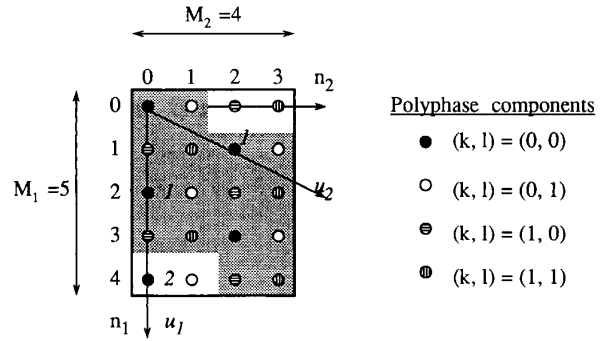 M2 = 4
0 1 2 3 n2
0
1 1
M1 = 5 2 1 u2
3
4 2
n1 u1
Polyphase components
(k, l) = (0, 0)
(k, l) = (0, 1)
(k, l) = (1, 0)
(k, l) = (1, 1)